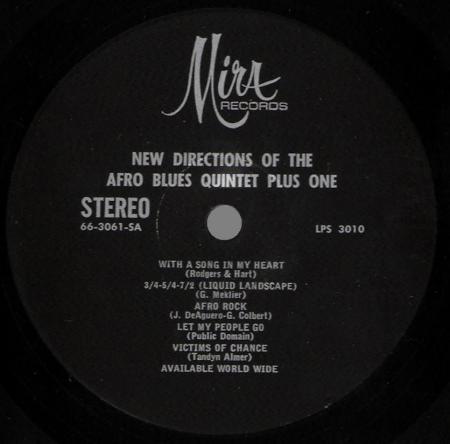 Mira
RECORDS
NEW DIRECTIONS OF THE
AFRO BLUES QUINTET PLUS ONE
STEREO
66-3061-SA
LPS 3010
WITH A SONG IN MY HEART
(Rodgers & Hart)
3/4-5/4-7/2 (LIQUID LANDSCAPE)
(G. Meklier)
AFRO ROCK
(J. DeAguero-G. Colbert)
LET MY PEOPLE GO
(Public Domain)
VICTIMS OF CHANCE
(Tandyn Almer)
AVAILABLE WORLD WIDE